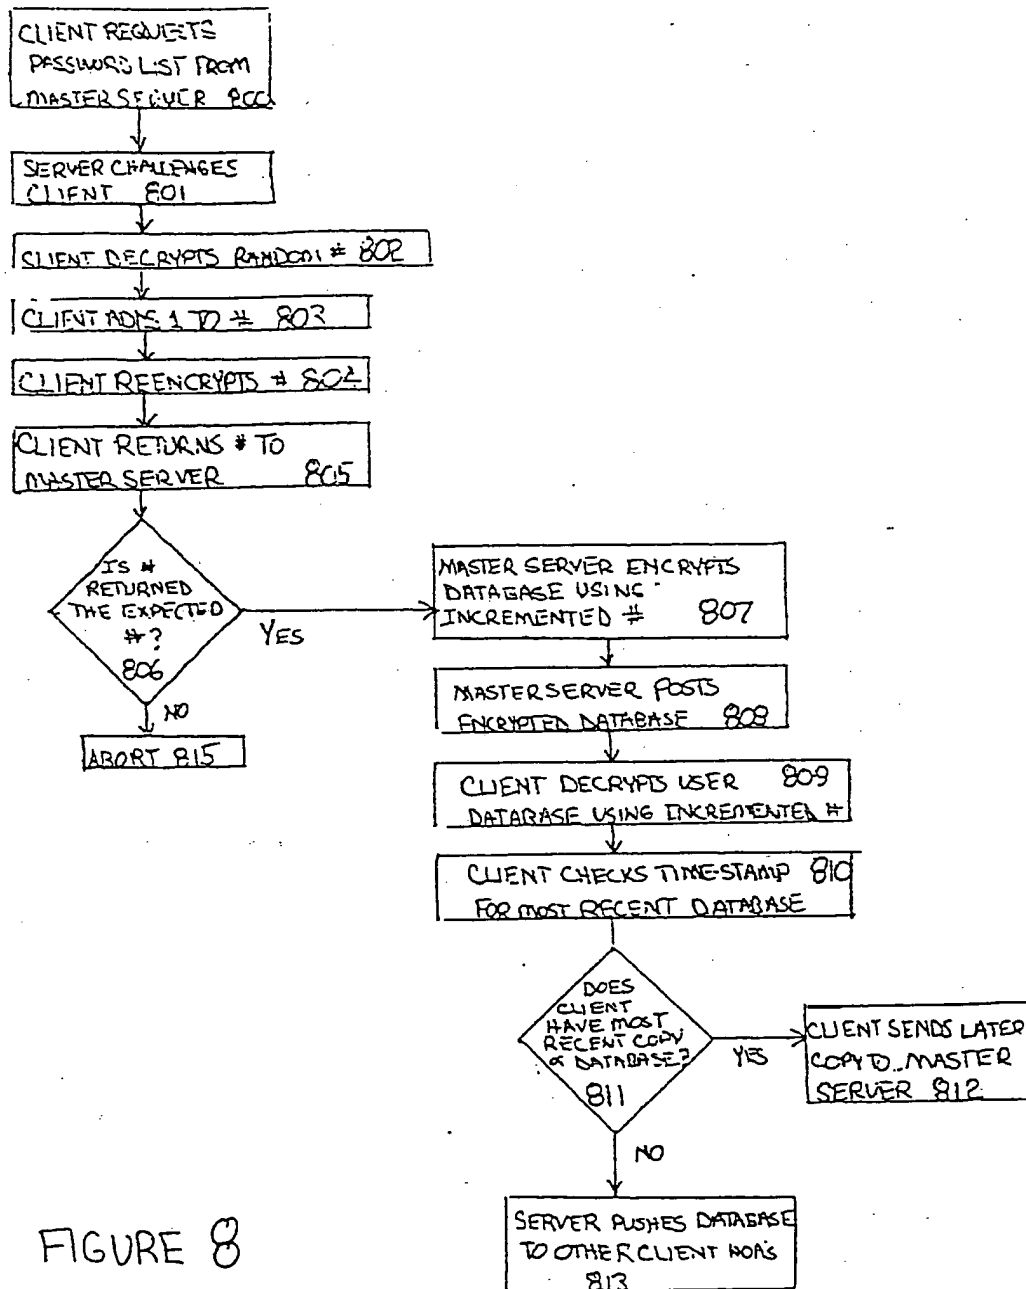 CLIENT REQUESTS
PASSWORD LIST FROM
MASTER SERVER 800
SERVER CHALLENGES
CLIENT 801
CLIENT DECRYPTS RANDOM # 802
CLIENT ADDS 1 TO # 803
CLIENT REENCRYPTS # 804
CLIENT RETURNS # TO
MASTER SERVER 805
IS #
RETURNED
THE EXPECTED
#?
806
YES
NO
ABORT 815
MASTER SERVER ENCRYPTS
DATABASE USING
INCREMENTED # 807
MASTER SERVER POSTS
ENCRYPTED DATABASE 808
CLIENT DECRYPTS USER 809
DATABASE USING INCREMENTED #
CLIENT CHECKS TIME-STAMP 810
FOR MOST RECENT DATABASE
DOES
CLIENT
HAVE MOST
RECENT COPY
OF DATABASE?
811
YES
CLIENT SENDS LATER
COPY TO MASTER
SERVER 812
NO
SERVER PUSHES DATABASE
TO OTHER CLIENT
813
FIGURE 8